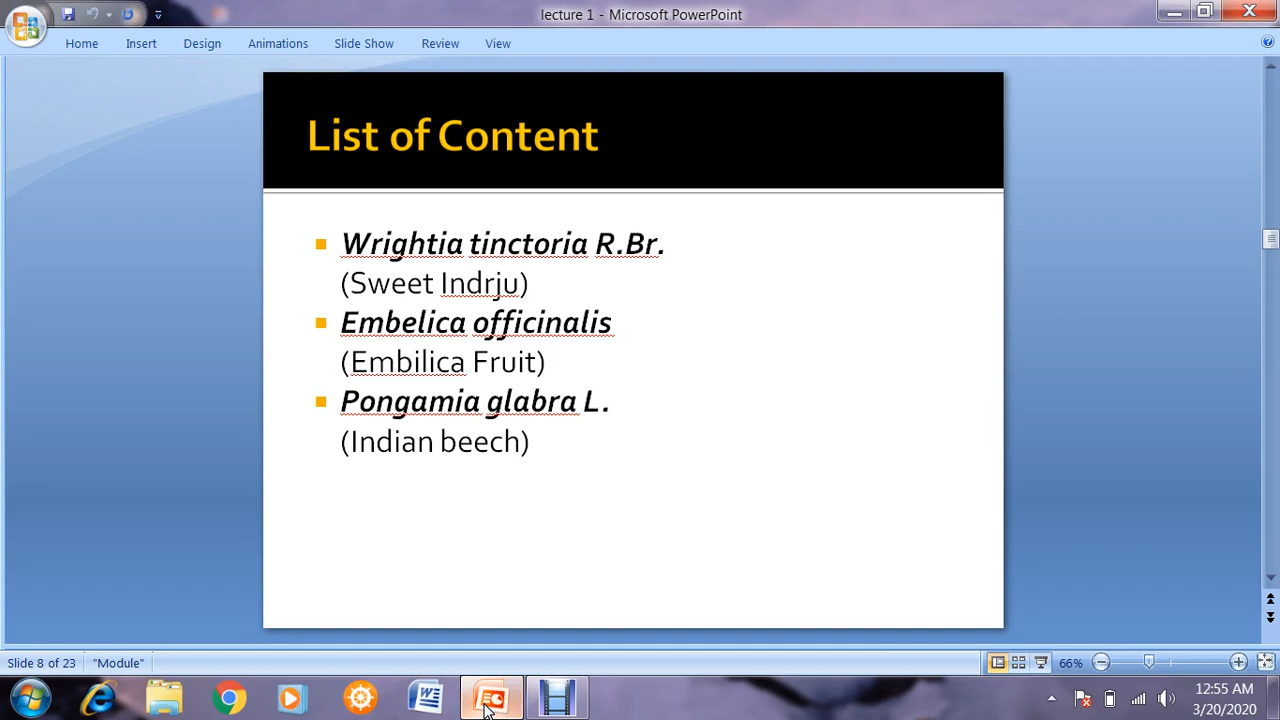 lecture 1 - Microsoft PowerPoint
Home Insert Design Animations Slide Show Review View
List of Content
Wrightia tinctoria R.Br.
(Sweet Indrju)
Embelica officinalis
(Embilica Fruit)
Pongamia glabra L.
(Indian beech)
Slide 8 of 23 "Module" 66%
12:55 AM
3/20/2020